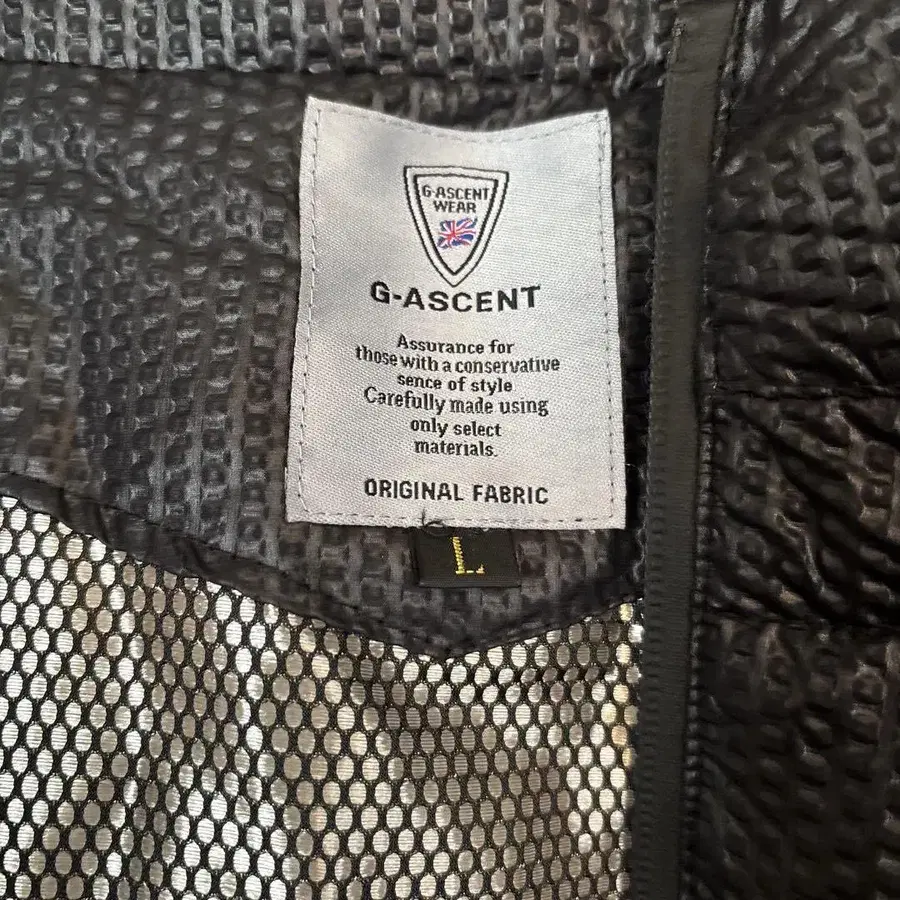 G-ASCENT
WEAR
G-ASCENT
Assurance for
those with a conservative
sence of style
Carefully made using
only select
materials.
ORIGINAL FABRIC
L